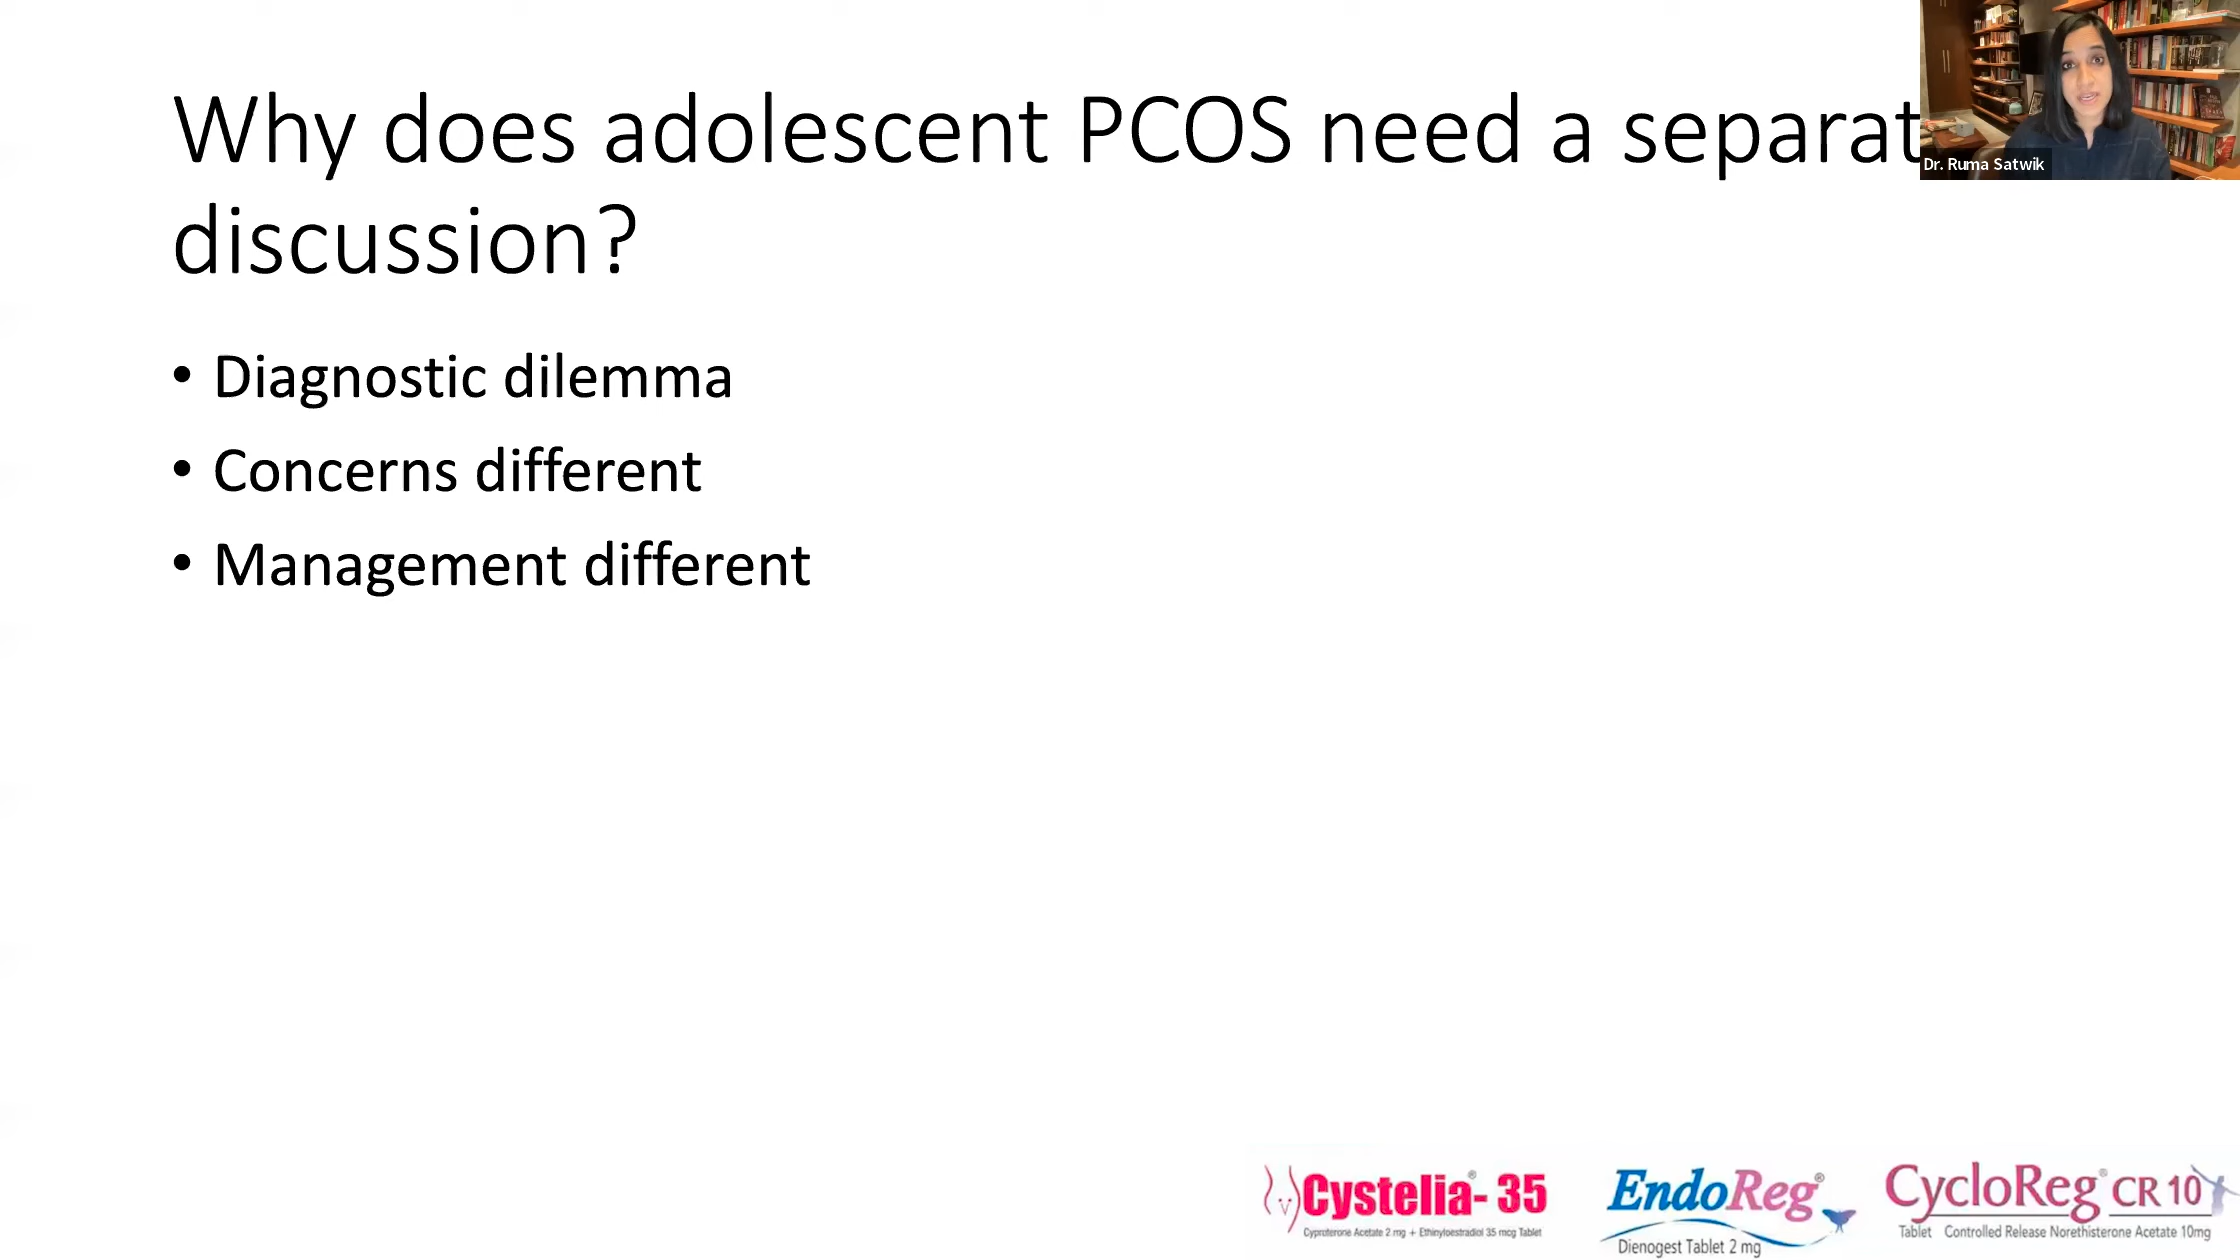 Why does adolescent PCOS need a separat
discussion?
Dr. Ruma Satwik
• Diagnostic dilemma
• Concerns different
• Management different
Cystelia®- 35
Cyproterone Acetate 2 mg + Ethinyloestradiol 35 mcg Tablet
EndoReg®
Dienogest Tablet 2 mg
CycloReg® CR 10
Tablet Controlled Release Norethisterone Acetate 10mg